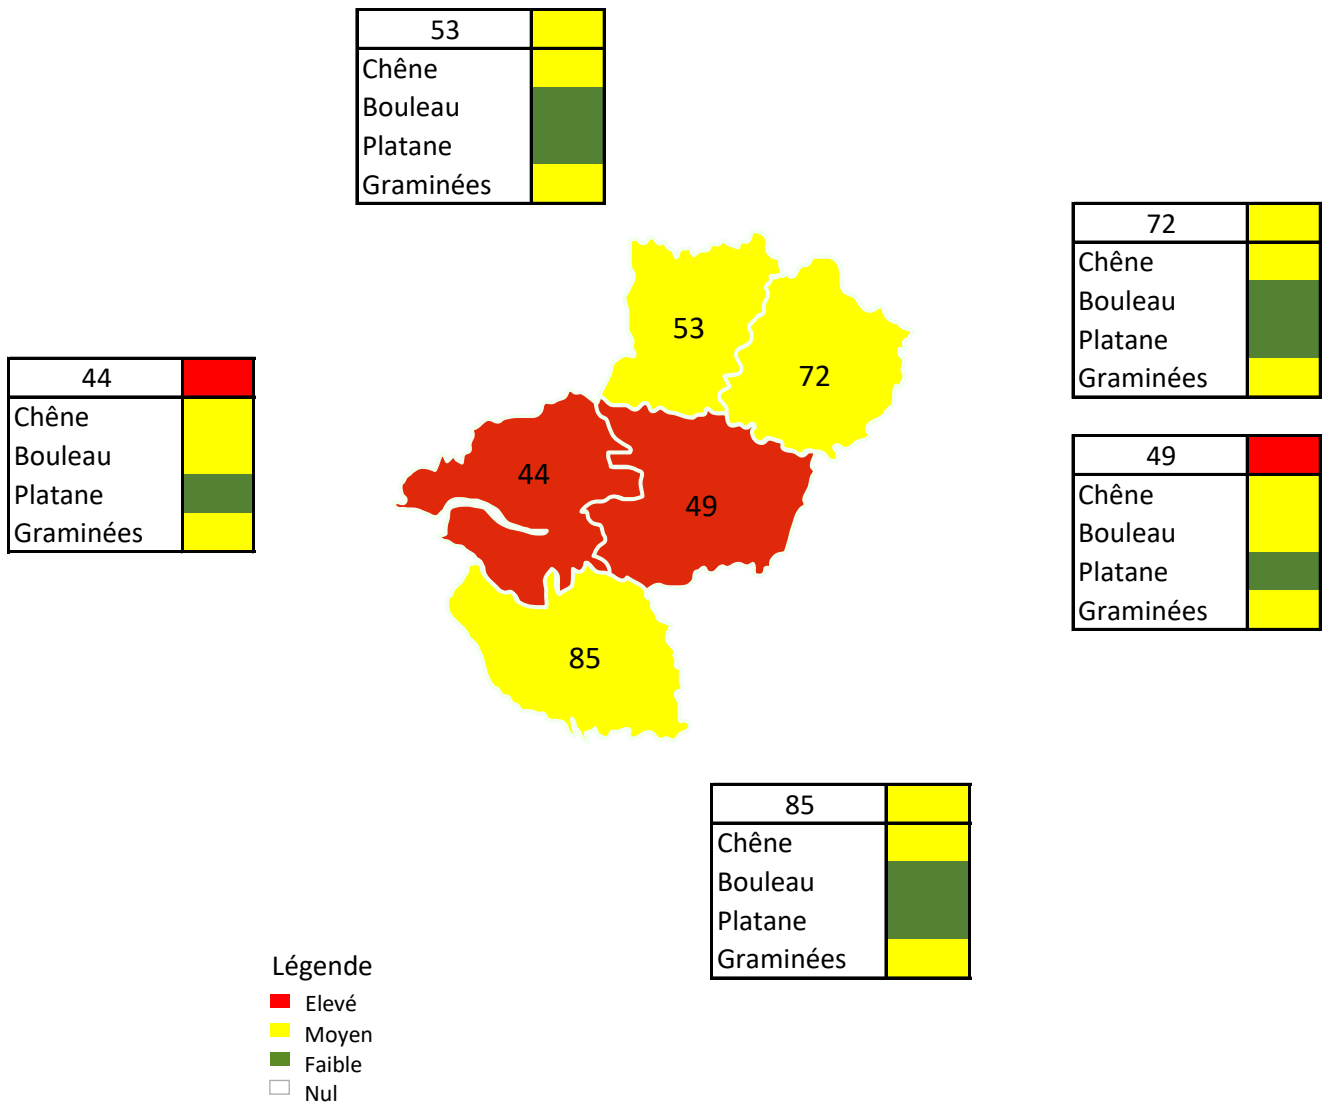 53
Chêne
Bouleau
Platane
Graminées
72
Chêne
Bouleau
Platane
Graminées
53
72
44
Chêne
Bouleau
Platane
Graminées
44
49
49
Chêne
Bouleau
Platane
Graminées
85
85
Chêne
Bouleau
Platane
Graminées
Légende
Elevé
Moyen
Faible
Nul